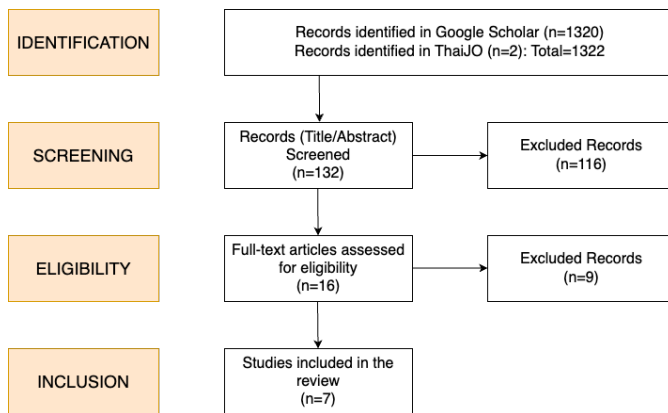 IDENTIFICATION
Records identified in Google Scholar (n=1320)
Records identified in ThaiJO (n=2): Total=1322
SCREENING
Records (Title/Abstract)
Screened
(n=132)
Excluded Records
(n=116)
ELIGIBILITY
Full-text articles assessed
for eligibility
(n=16)
Excluded Records
(n=9)
INCLUSION
Studies included in the
review
(n=7)